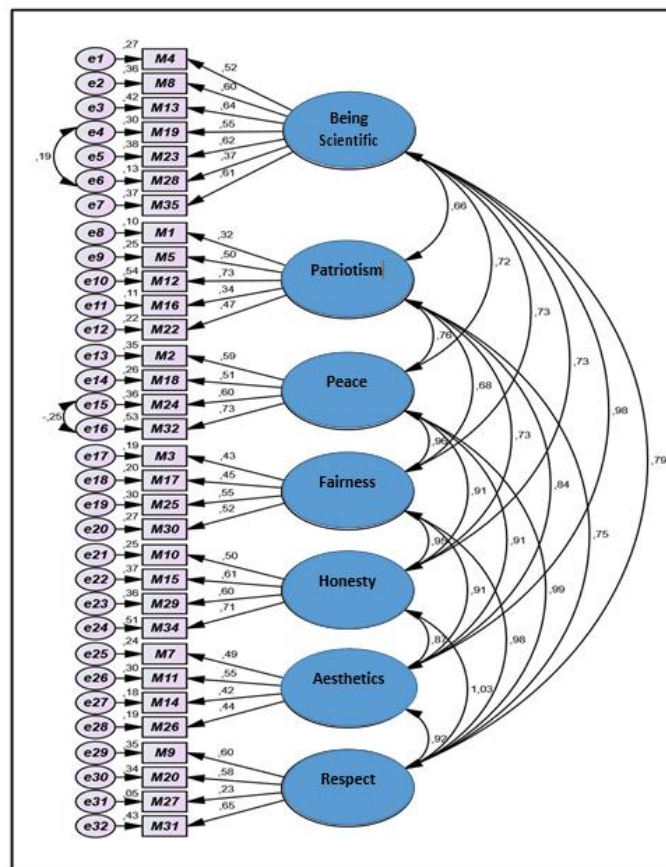 ,27
e1 M4 ,52
,36
e2 M8 ,60
,42
e3 M13 ,64
,30
e4 M19 ,55
,38
e5 M23 ,62
,13
e6 M28 ,37
,37
e7 M35 ,61
,19
Being
Scientific
,10
e8 M1 ,32
,25
e9 M5 ,50
,54
e10 M12 ,73
,11
e11 M16 ,34
,22
e12 M22 ,47
Patriotism
,35
e13 M2 ,59
,26
e14 M18 ,51
,36
e15 M24 ,60
,53
e16 M32 ,73
-,25
Peace
,19
e17 M3 ,43
,20
e18 M17 ,45
,30
e19 M25 ,55
,27
e20 M30 ,52
Fairness
,25
e21 M10 ,50
,37
e22 M15 ,61
,36
e23 M29 ,60
,51
e24 M34 ,71
Honesty
,24
e25 M7 ,49
,30
e26 M11 ,55
,18
e27 M14 ,42
,19
e28 M26 ,44
Aesthetics
,35
e29 M9 ,60
,34
e30 M20 ,58
,05
e31 M27 ,23
,43
e32 M31 ,65
Respect
,66
,72
,73
,73
,98
,79
,76
,68
,73
,84
,75
,96
,91
,91
,99
,95
,91
,98
,87
1,03
,92